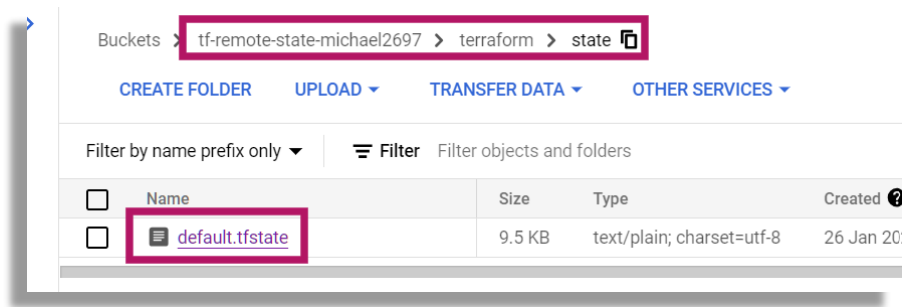 Buckets > tf-remote-state-michael2697 > terraform > state
CREATE FOLDER UPLOAD TRANSFER DATA OTHER SERVICES
Filter by name prefix only Filter Filter objects and folders
Name Size Type Created
default.tfstate 9.5 KB text/plain; charset=utf-8 26 Jan